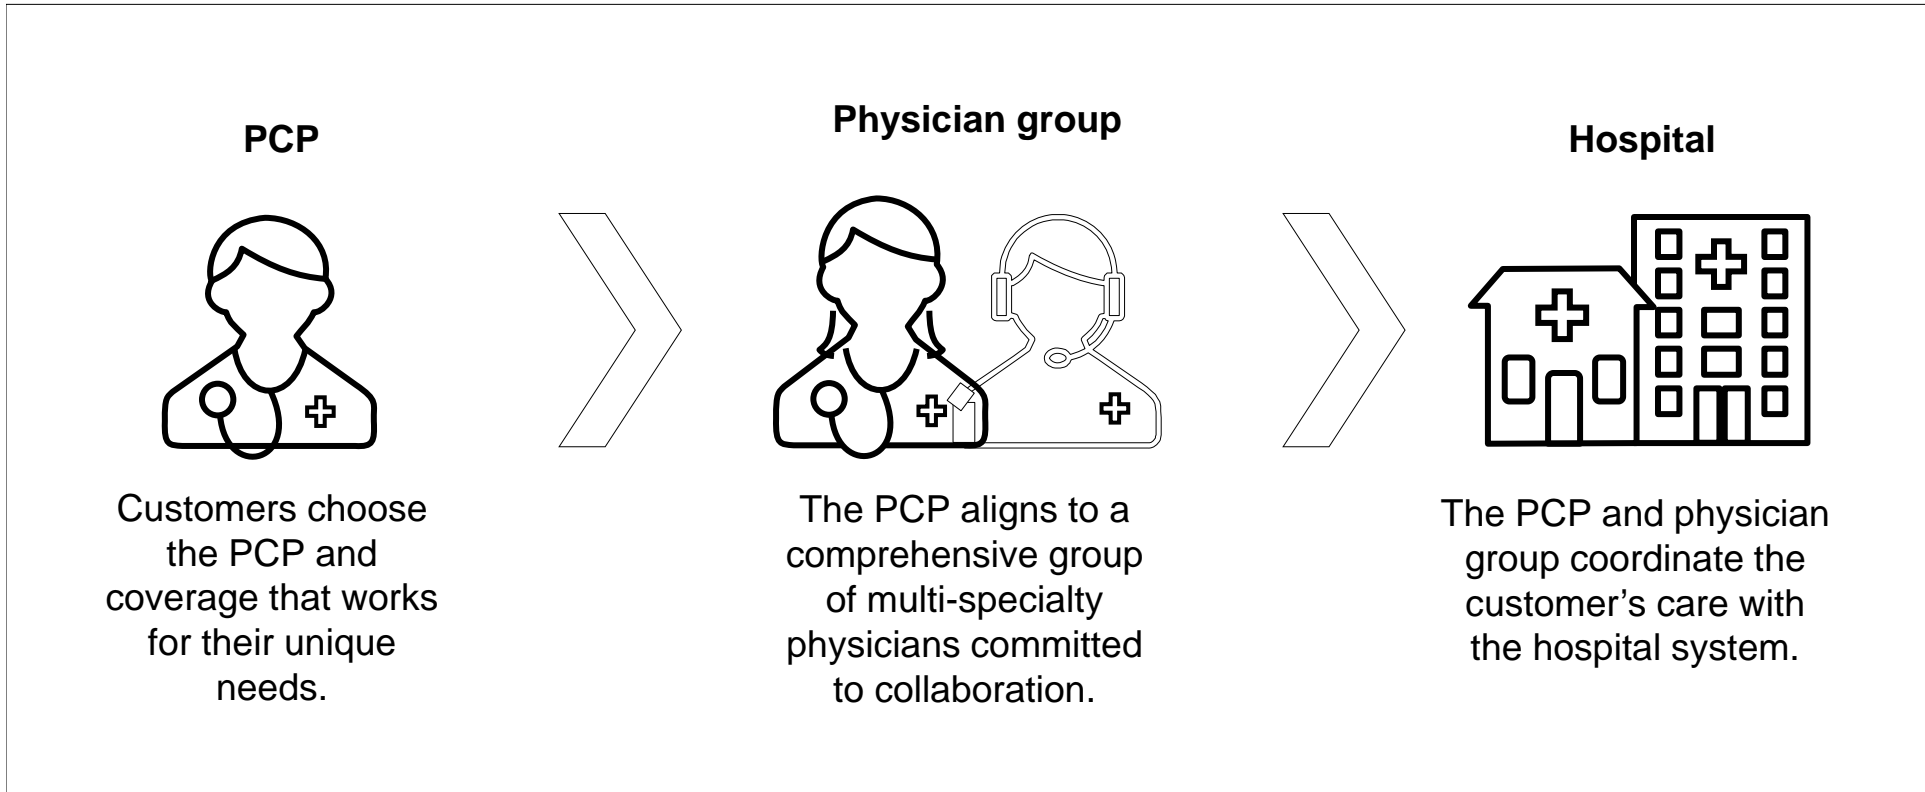 PCP
Customers choose
the PCP and
coverage that works
for their unique
needs.
Physician group
The PCP aligns to a
comprehensive group
of multi-specialty
physicians committed
to collaboration.
Hospital
The PCP and physician
group coordinate the
customer’s care with
the hospital system.